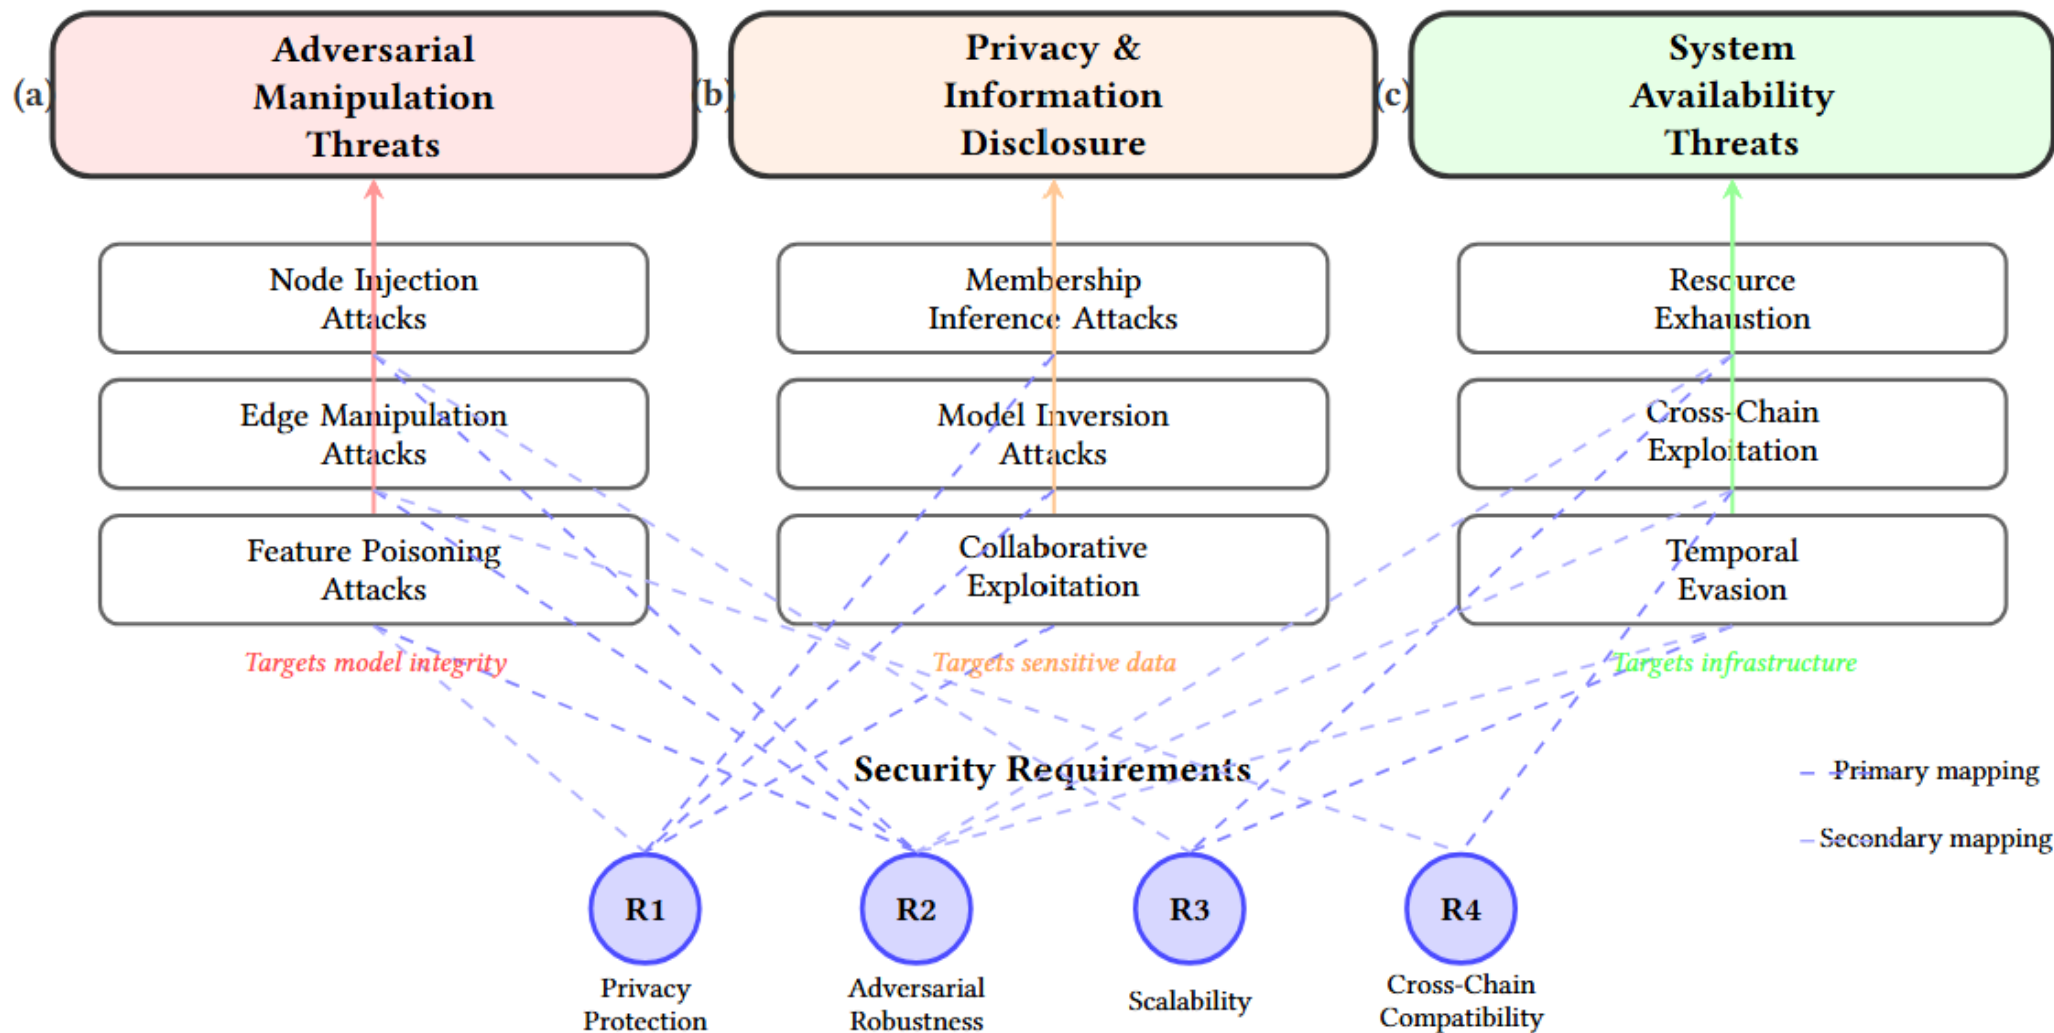 (a)
Adversarial
Manipulation
Threats
(b)
Privacy &
Information
Disclosure
(c)
System
Availability
Threats
Node Injection
Attacks
Edge Manipulation
Attacks
Feature Poisoning
Attacks
Targets model integrity
Membership
Inference Attacks
Model Inversion
Attacks
Collaborative
Exploitation
Targets sensitive data
Resource
Exhaustion
Cross-Chain
Exploitation
Temporal
Evasion
Targets infrastructure
Security Requirements
Primary mapping
Secondary mapping
R1
Privacy
Protection
R2
Adversarial
Robustness
R3
Scalability
R4
Cross-Chain
Compatibility